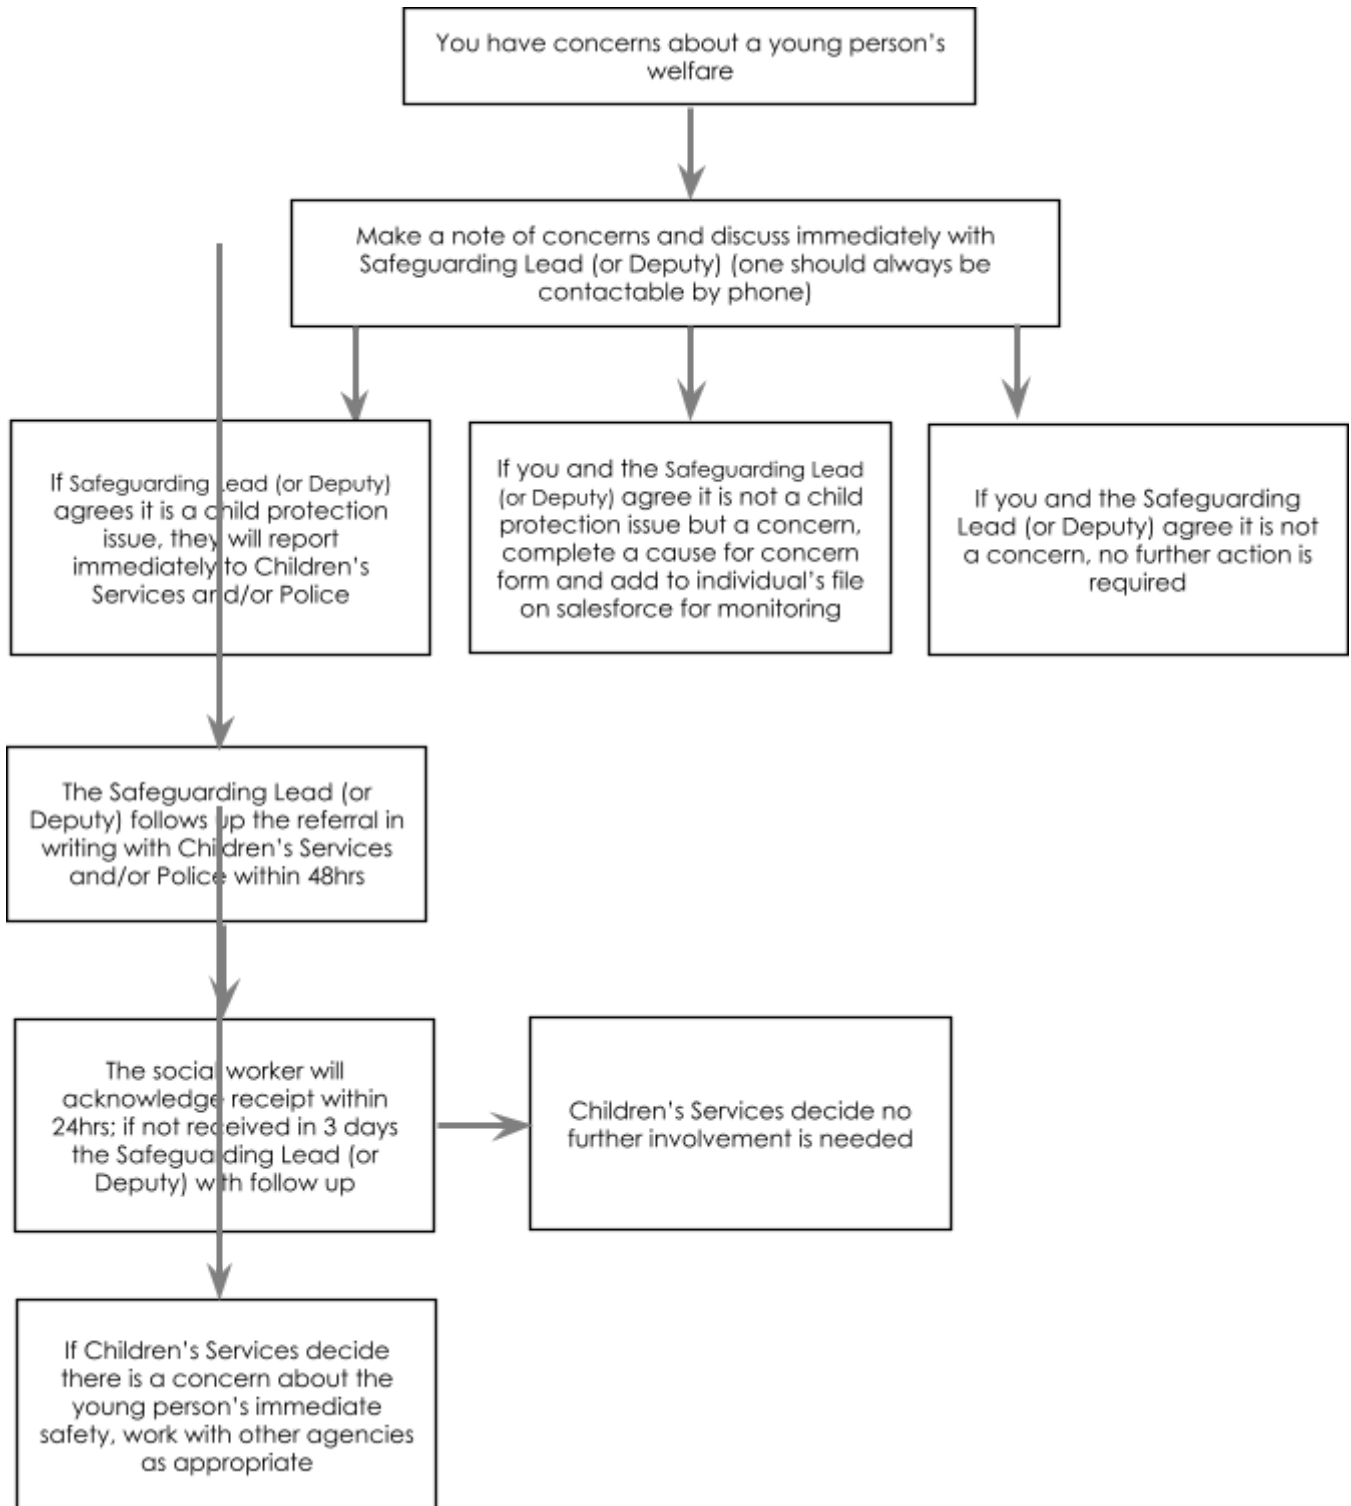 You have concerns about a young person's
welfare
Make a note of concerns and discuss immediately with
Safeguarding Lead (or Deputy) (one should always be
contactable by phone)
If Safeguarding Lead (or Deputy)
agrees it is a child protection
issue, they will report
immediately to Children's
Services and/or Police
If you and the Safeguarding Lead
(or Deputy) agree it is not a child
protection issue but a concern,
complete a cause for concern
form and add to individual's file
on salesforce for monitoring
If you and the Safeguarding
Lead (or Deputy) agree it is not
a concern, no further action is
required
The Safeguarding Lead (or
Deputy) follows up the referral in
writing with Children's Services
and/or Police within 48hrs
The social worker will
acknowledge receipt within
24hrs; if not received in 3 days
the Safeguarding Lead (or
Deputy) with follow up
Children's Services decide no
further involvement is needed
If Children's Services decide
there is a concern about the
young person's immediate
safety, work with other agencies
as appropriate